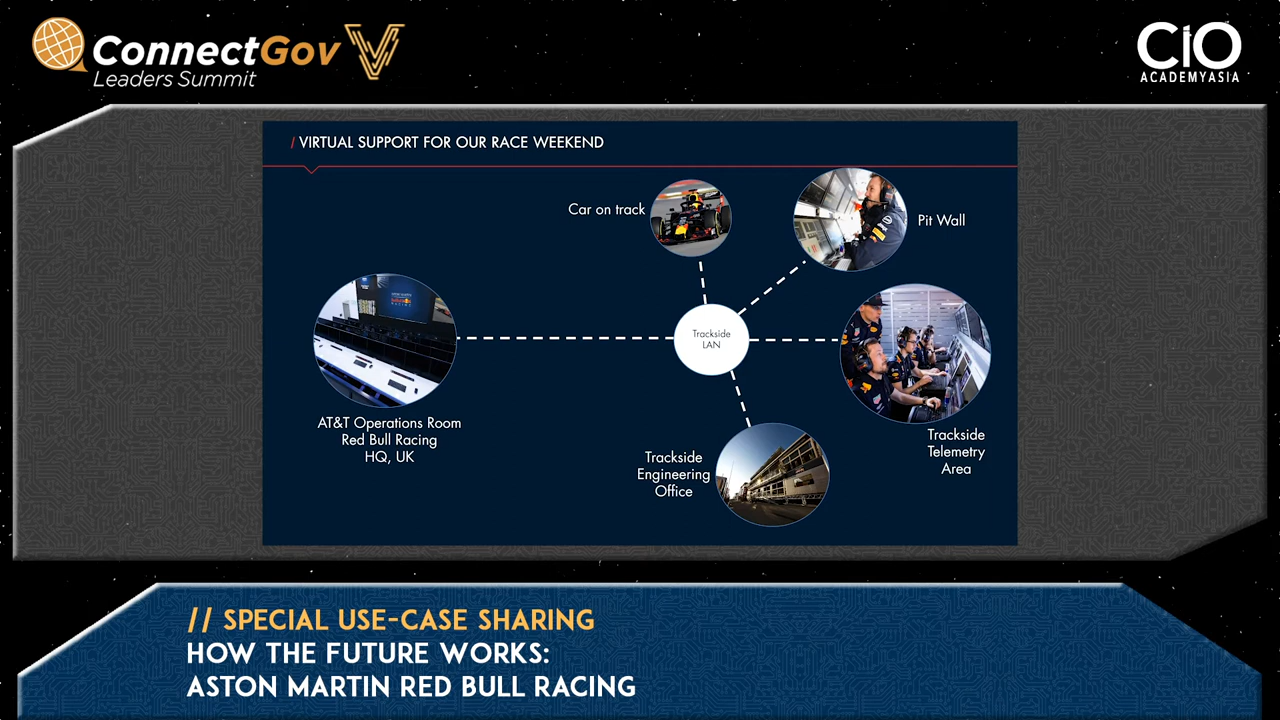 ConnectGov V
Leaders Summit
CIO
ACADEMYASIA
/ VIRTUAL SUPPORT FOR OUR RACE WEEKEND
Car on track
Pit Wall
Trackside
LAN
AT&T Operations Room
Red Bull Racing
HQ, UK
Trackside
Engineering
Office
Trackside
Telemetry
Area
// SPECIAL USE-CASE SHARING
HOW THE FUTURE WORKS:
ASTON MARTIN RED BULL RACING